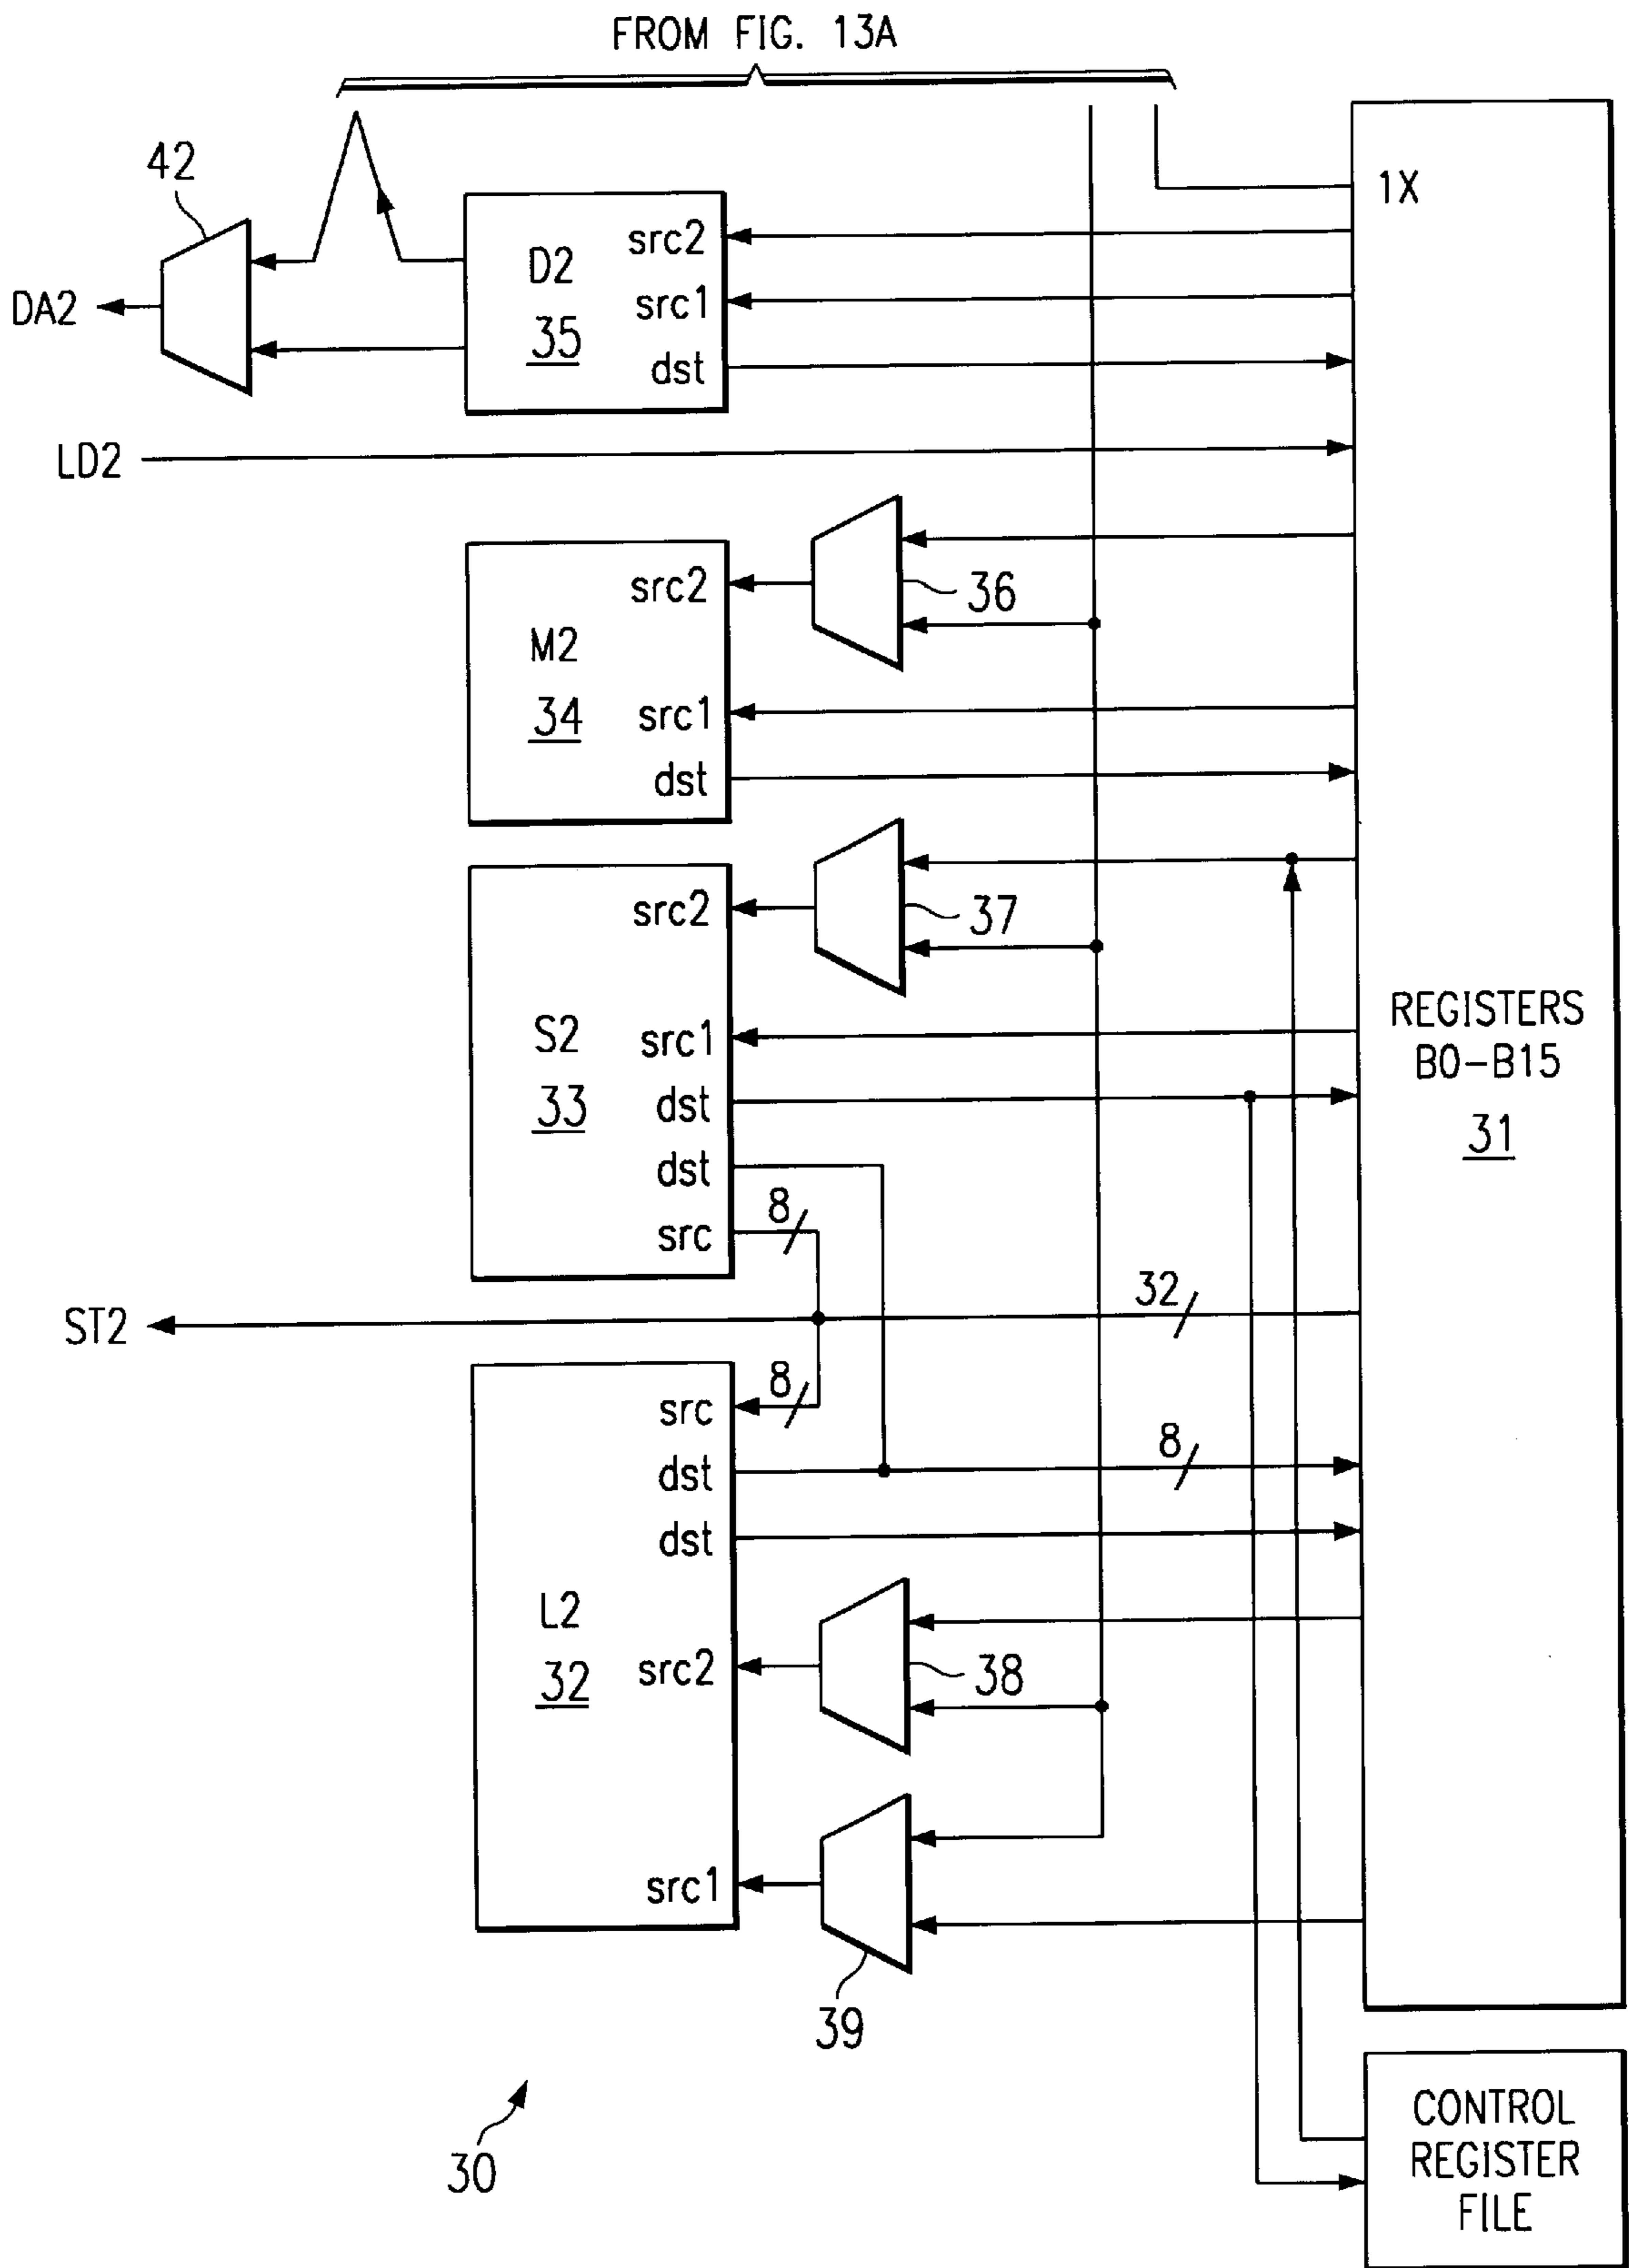 FROM FIG. 13A
42
1X
src2
D2
src1
DA2
35
dst
LD2
src2
36
M2
34
src1
dst
src2
37
S2
src1
REGISTERS
B0-B15
31
33
dst
dst
8
src
32
ST2
8
src
8
dst
dst
L2
32
src2
38
src1
39
30
CONTROL
REGISTER
FILE